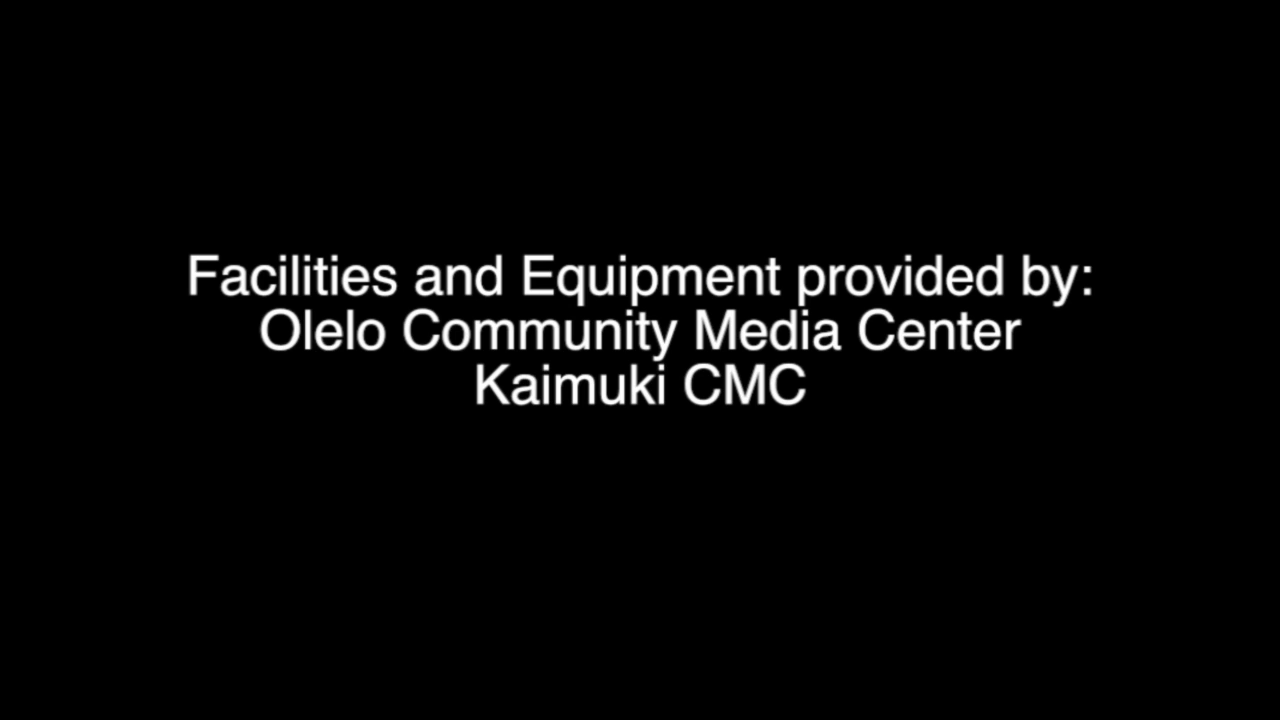 Facilities and Equipment provided by:
Olelo Community Media Center
Kaimuki CMC